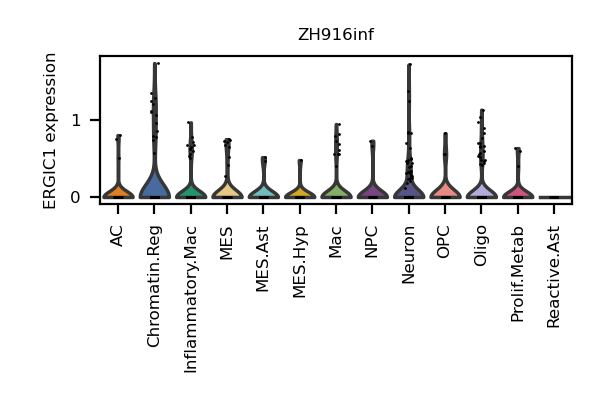 ZH916inf
ERGIC1 expression
1
0
AC
Chromatin.Reg
Inflammatory.Mac
MES
MES.Ast
MES.Hyp
Mac
NPC
Neuron
OPC
Oligo
Prolif.Metab
Reactive.Ast